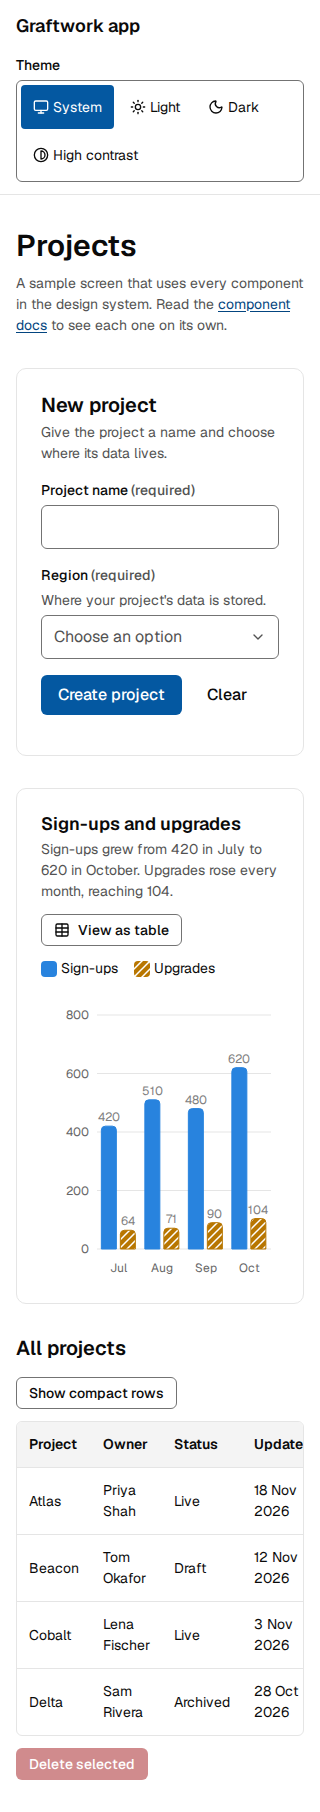 Graftwork app
Theme
System
Light
Dark
High contrast
Projects
A sample screen that uses every component
in the design system. Read the component
docs to see each one on its own.
New project
Give the project a name and choose
where its data lives.
Project name (required)
Region (required)
Where your project's data is stored.
Choose an option
Create project
Clear
Sign-ups and upgrades
Sign-ups grew from 420 in July to
620 in October. Upgrades rose every
month, reaching 104.
View as table
Sign-ups
Upgrades
800
600
400
200
0
420
64
510
71
480
90
620
104
Jul
Aug
Sep
Oct
All projects
Show compact rows
Project Owner Status Update
Atlas Priya Shah Live 18 Nov 2026
Beacon Tom Okafor Draft 12 Nov 2026
Cobalt Lena Fischer Live 3 Nov 2026
Delta Sam Rivera Archived 28 Oct 2026
Delete selected